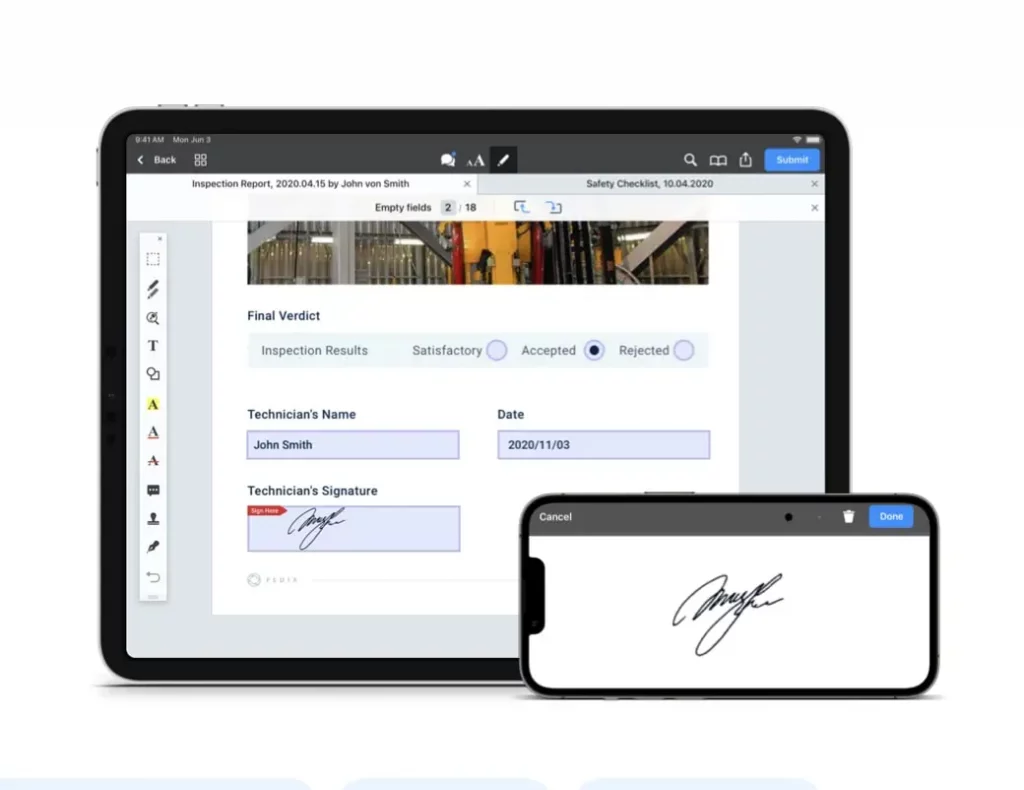 9:41 AM Mon Jun 3
Back
Submit
Inspection Report, 2020.04.15 by John von Smith
Safety Checklist, 10.04.2020
Empty fields 2 / 18
Final Verdict
Inspection Results Satisfactory Accepted Rejected
Technician's Name Date
John Smith 2020/11/03
Technician's Signature
Sign Here
Cancel Done